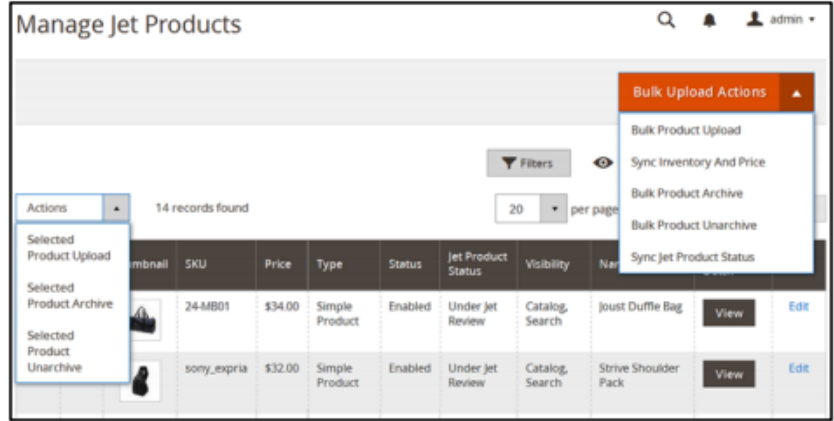 Manage Jet Products
admin
Bulk Upload Actions
Bulk Product Upload
Sync Inventory And Price
Bulk Product Archive
Bulk Product Unarchive
Sync Jet Product Status
Filters
Actions
14 records found
20
per page
Selected
Product Upload
Selected
Product Archive
Selected
Product
Unarchive
mbnail SKU Price Type Status Jet Product Visibility
Status
24-MB01 $34.00 Simple Enabled Under Jet Catalog, Joust Duffle Bag View Edit
Product Review Search
sony_expria $32.00 Simple Enabled Under Jet Catalog, Strive Shoulder View Edit
Product Review Search Pack